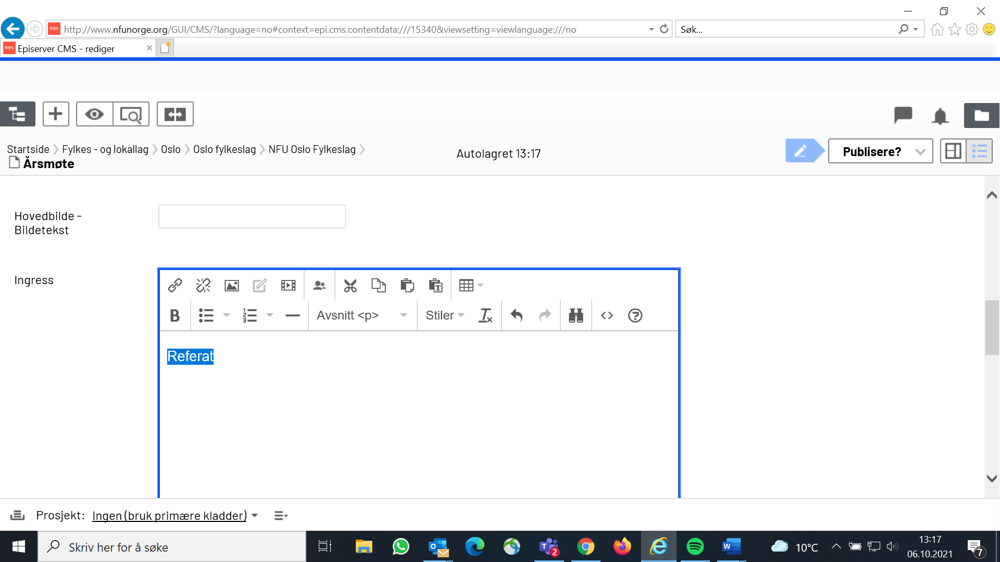 http://www.nfunorge.org/GUI/CMS/?language=no#context=epi.cms.contentdata:///15340&viewsetting=viewlanguage:///no
Søk...
epi Episerver CMS - rediger
Startside Fylkes - og lokallag Oslo Oslo fylkeslag NFU Oslo Fylkeslag
Årsmøte
Autolagret 13:17
Publisere?
Hovedbilde -
Bildetekst
Ingress
B Avsnitt <p> Stiler
Referat
Prosjekt: Ingen (bruk primære kladder)
Skriv her for å søke
10°C
13:17
06.10.2021
2
7